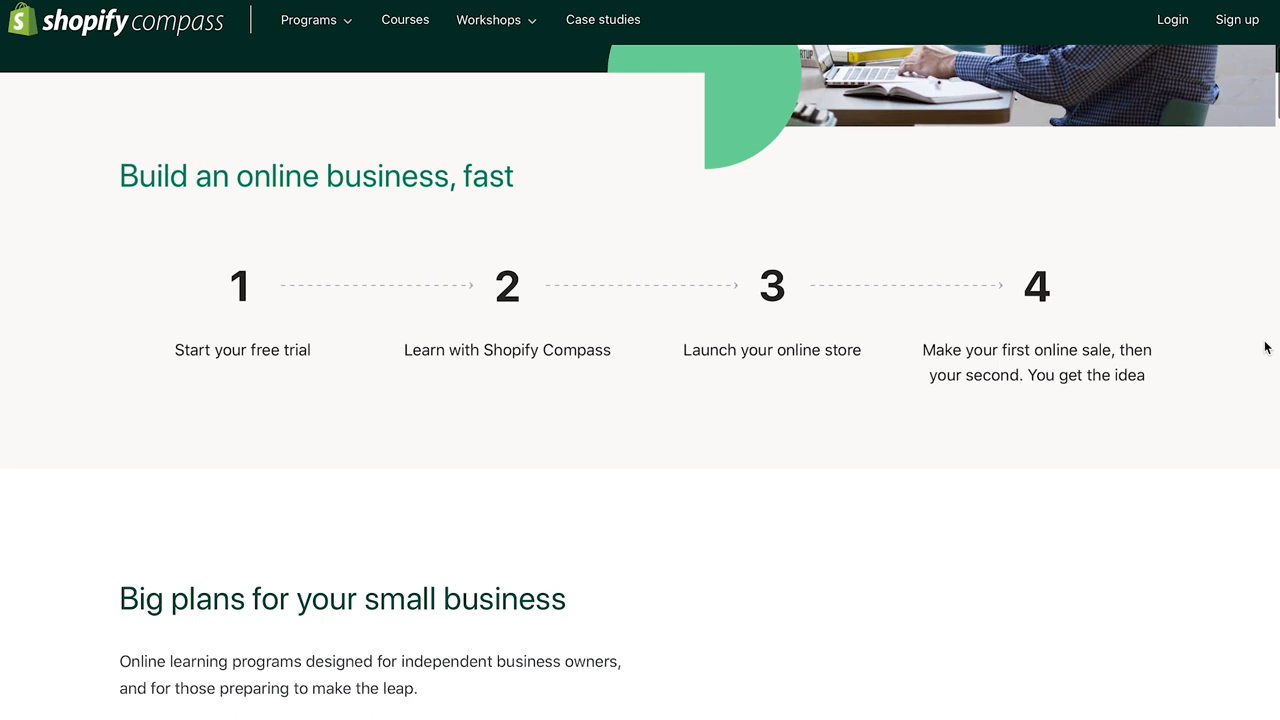 shopify compass
Programs
Courses
Workshops
Case studies
Login
Sign up
Build an online business, fast
1
2
3
4
Start your free trial
Learn with Shopify Compass
Launch your online store
Make your first online sale, then
your second. You get the idea
Big plans for your small business
Online learning programs designed for independent business owners,
and for those preparing to make the leap.